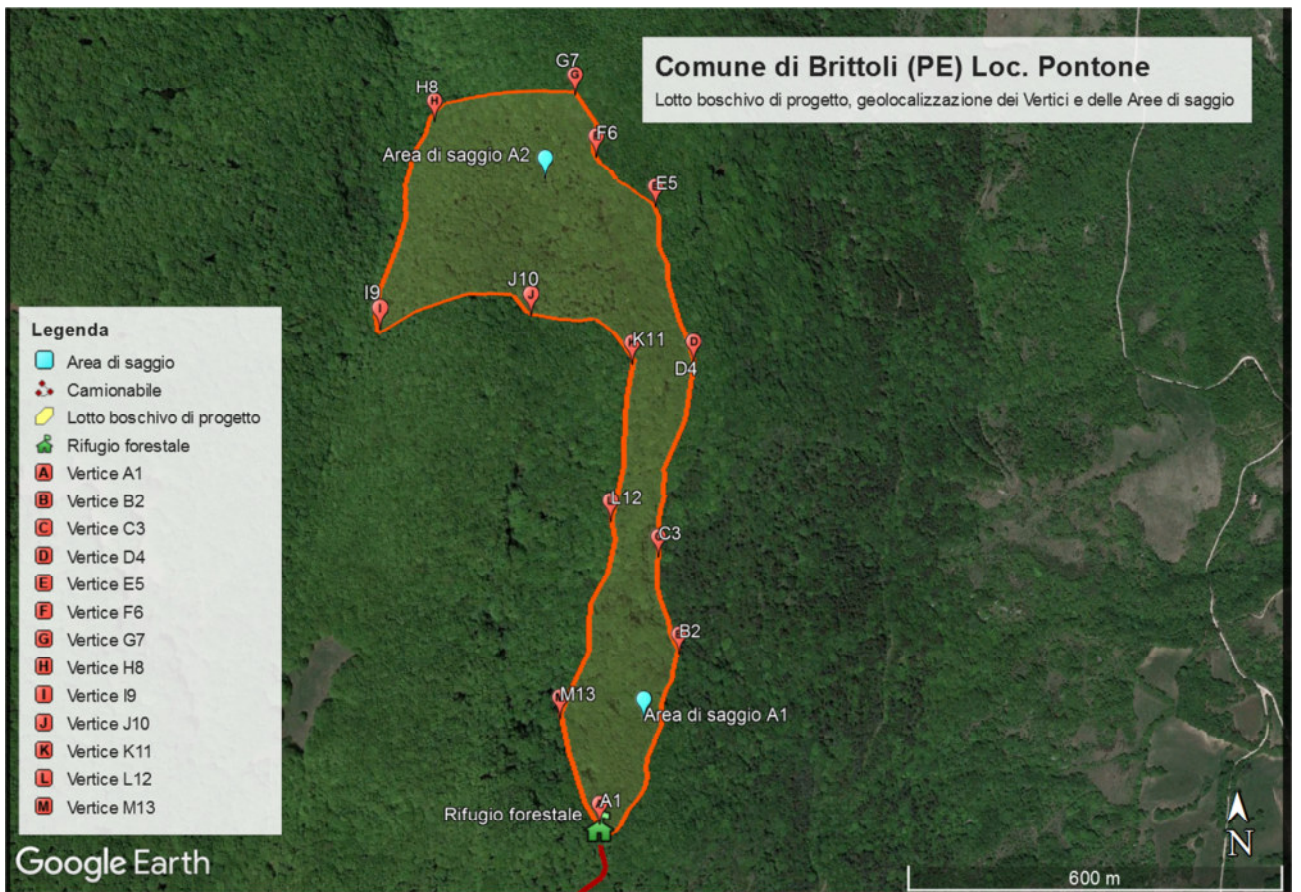 Comune di Brittoli (PE) Loc. Pontone
Lotto boschivo di progetto, geolocalizzazione dei Vertici e delle Aree di saggio
G7
G
H8
H
F6
Area di saggio A2
E5
J10
J
I9
I
K11
D
D4
L12
C3
B2
M13
Area di saggio A1
A1
Rifugio forestale
Legenda
Area di saggio
Camionabile
Lotto boschivo di progetto
Rifugio forestale
A Vertice A1
B Vertice B2
C Vertice C3
D Vertice D4
E Vertice E5
F Vertice F6
G Vertice G7
H Vertice H8
I Vertice I9
J Vertice J10
K Vertice K11
L Vertice L12
M Vertice M13
Google Earth
N
600 m